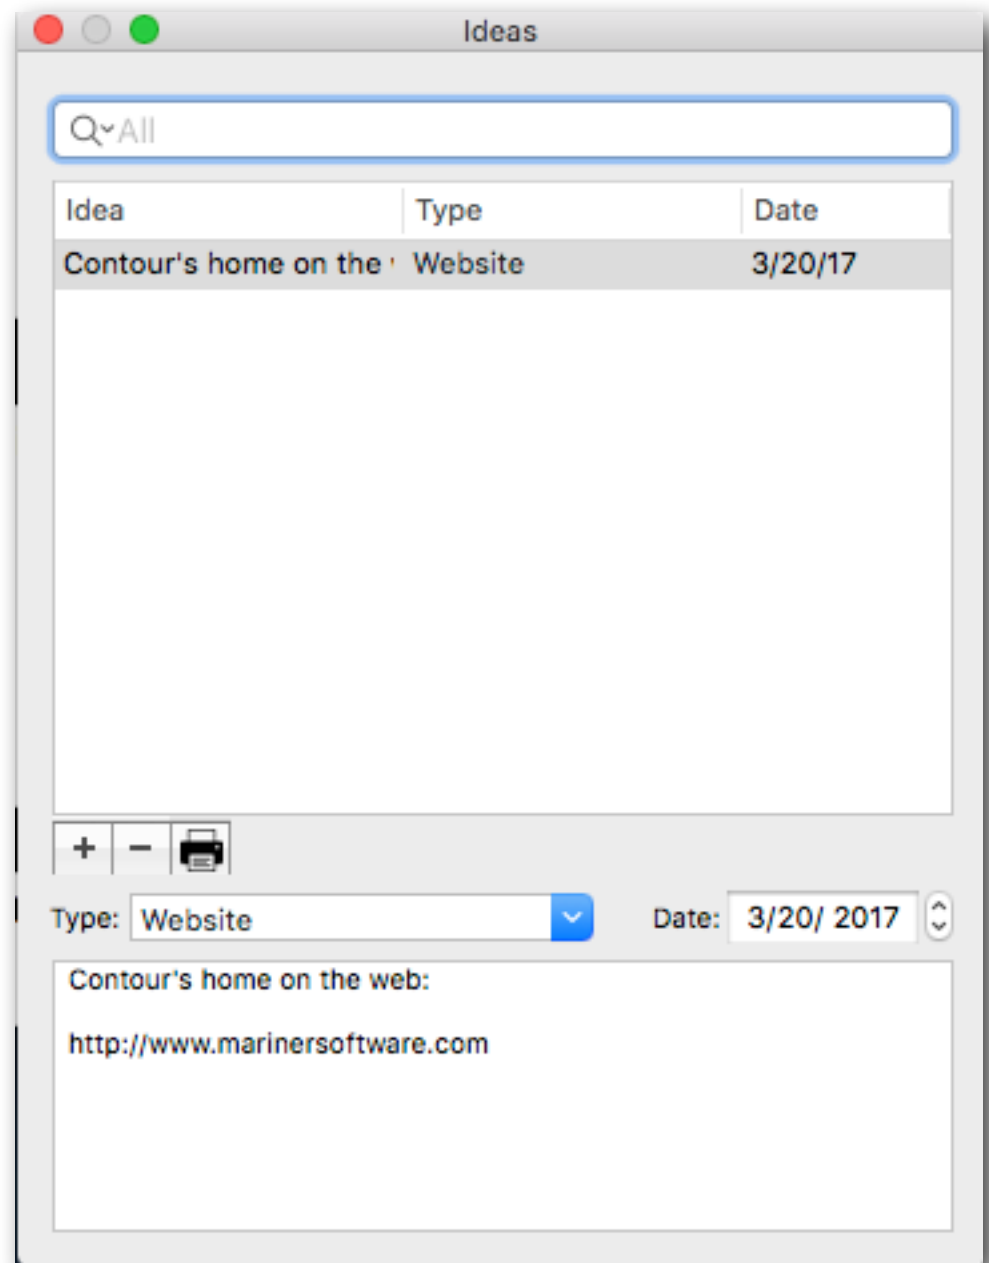 Ideas
All
Idea Type Date
Contour's home on the Website 3/20/17
Type: Website Date: 3/20/ 2017
Contour's home on the web:
http://www.marinersoftware.com